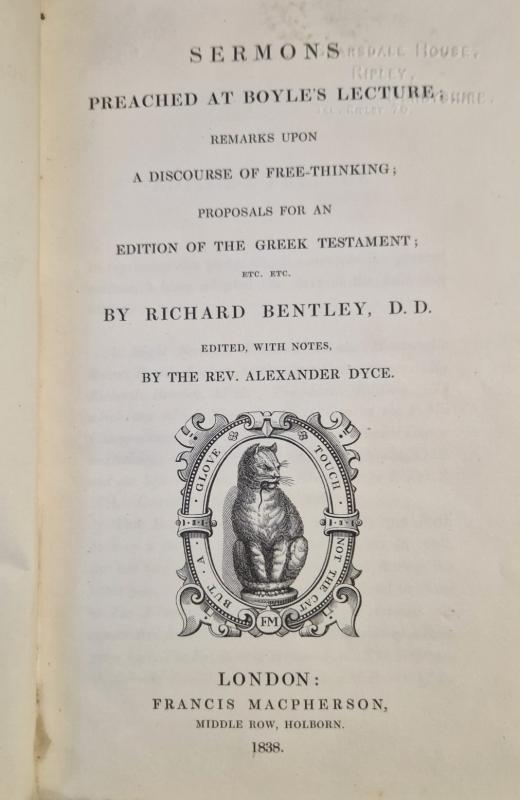 SERMONS
PREACHED AT BOYLE'S LECTURE;
REMARKS UPON
A DISCOURSE OF FREE-THINKING;
PROPOSALS FOR AN
EDITION OF THE GREEK TESTAMENT;
ETC. ETC.
BY RICHARD BENTLEY, D. D.
EDITED, WITH NOTES,
BY THE REV. ALEXANDER DYCE.
TOUCH NOT THE CAT
BUT A GLOVE
FM
LONDON:
FRANCIS MACPHERSON,
MIDDLE ROW, HOLBORN.
1838.
HOUSE,
RIPLEY,